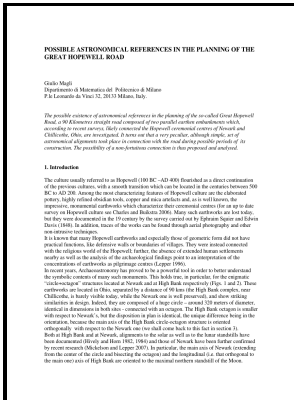 POSSIBLE ASTRONOMICAL REFERENCES IN THE PLANNING OF THE
GREAT HOPEWELL ROAD
Giulio Magli
Dipartimento di Matematica del Politecnico di Milano
P.le Leonardo da Vinci 32, 20133 Milano, Italy.
The possible existence of astronomical references in the planning of the so-called Great Hopewell
Road, a 90 Kilometres straight road composed of two parallel earthen embankments which,
according to recent surveys, likely connected the Hopewell ceremonial centres of Newark and
Chillicothe, Ohio, are investigated. It turns out that a very peculiar, although simple, set of
astronomical alignments took place in connection with the road during possible periods of its
construction. The possibility of a non-fortuitous connection is thus proposed and analysed.
1. Introduction
The culture usually referred to as Hopewell (100 BC -AD 400) flourished as a direct continuation
of the previous cultures, with a smooth transition which can be located in the centuries between 500
BC to AD 200. Among the most characterizing features of Hopewell culture are the elaborated
pottery, highly refined obsidian tools, copper and mica artefacts and, as is well known, the
impressive, monumental earthworks which characterize their ceremonial centres (for an up to date
survey on Hopewell culture see Charles and Buikstra 2006). Many such earthworks are lost today,
but they were documented in the 19 century by the survey carried out by Ephraim Squier and Edwin
Davis (1848). In addition, traces of the works can be found through aerial photography and other
non-intrusive techniques.
It is known that many Hopewell earthworks and especially those of geometric form did not have
practical functions, like defensive walls or boundaries of villages. They were instead connected
with the religious world of the Hopewell; further, the absence of extended human settlements
nearby as well as the analysis of the archaeological findings point to an interpretation of the
concentrations of earthworks as pilgrimage centres (Lepper 1996).
In recent years, Archaeoastronomy has proved to be a powerful tool in order to better understand
the symbolic contents of many such monuments. This holds true, in particular, for the enigmatic
"circle-octagon" structures located at Newark and at High Bank respectively (Figs. 1 and 2). These
earthworks are located in Ohio, separated by a distance of 90 kms (the High Bank complex, near
Chillicothe, is barely visible today, while the Newark one is well preserved), and show striking
similarities in design. Indeed, they are composed of a huge circle – around 320 meters of diameter,
identical in dimensions in both sites - connected with an octagon. The High Bank octagon is smaller
with respect to Newark's, but the disposition in plan is identical, the unique difference being in the
orientation, because the main axis of the High Bank circle-octagon structure is oriented
orthogonally with respect to the Newark one (we shall come back to this fact in section 3).
Both at High Bank and at Newark, alignments to the solar as well as to the lunar standstills have
been documented (Hively and Horn 1982, 1984) and those of Newark have been further confirmed
by recent research (Mickelson and Lepper 2007). In particular, the main axis of Newark (extending
from the center of the circle and bisecting the octagon) and the longitudinal (i.e. that orthogonal to
the main one) axis of High Bank are oriented to the maximal northern standstill of the Moon.